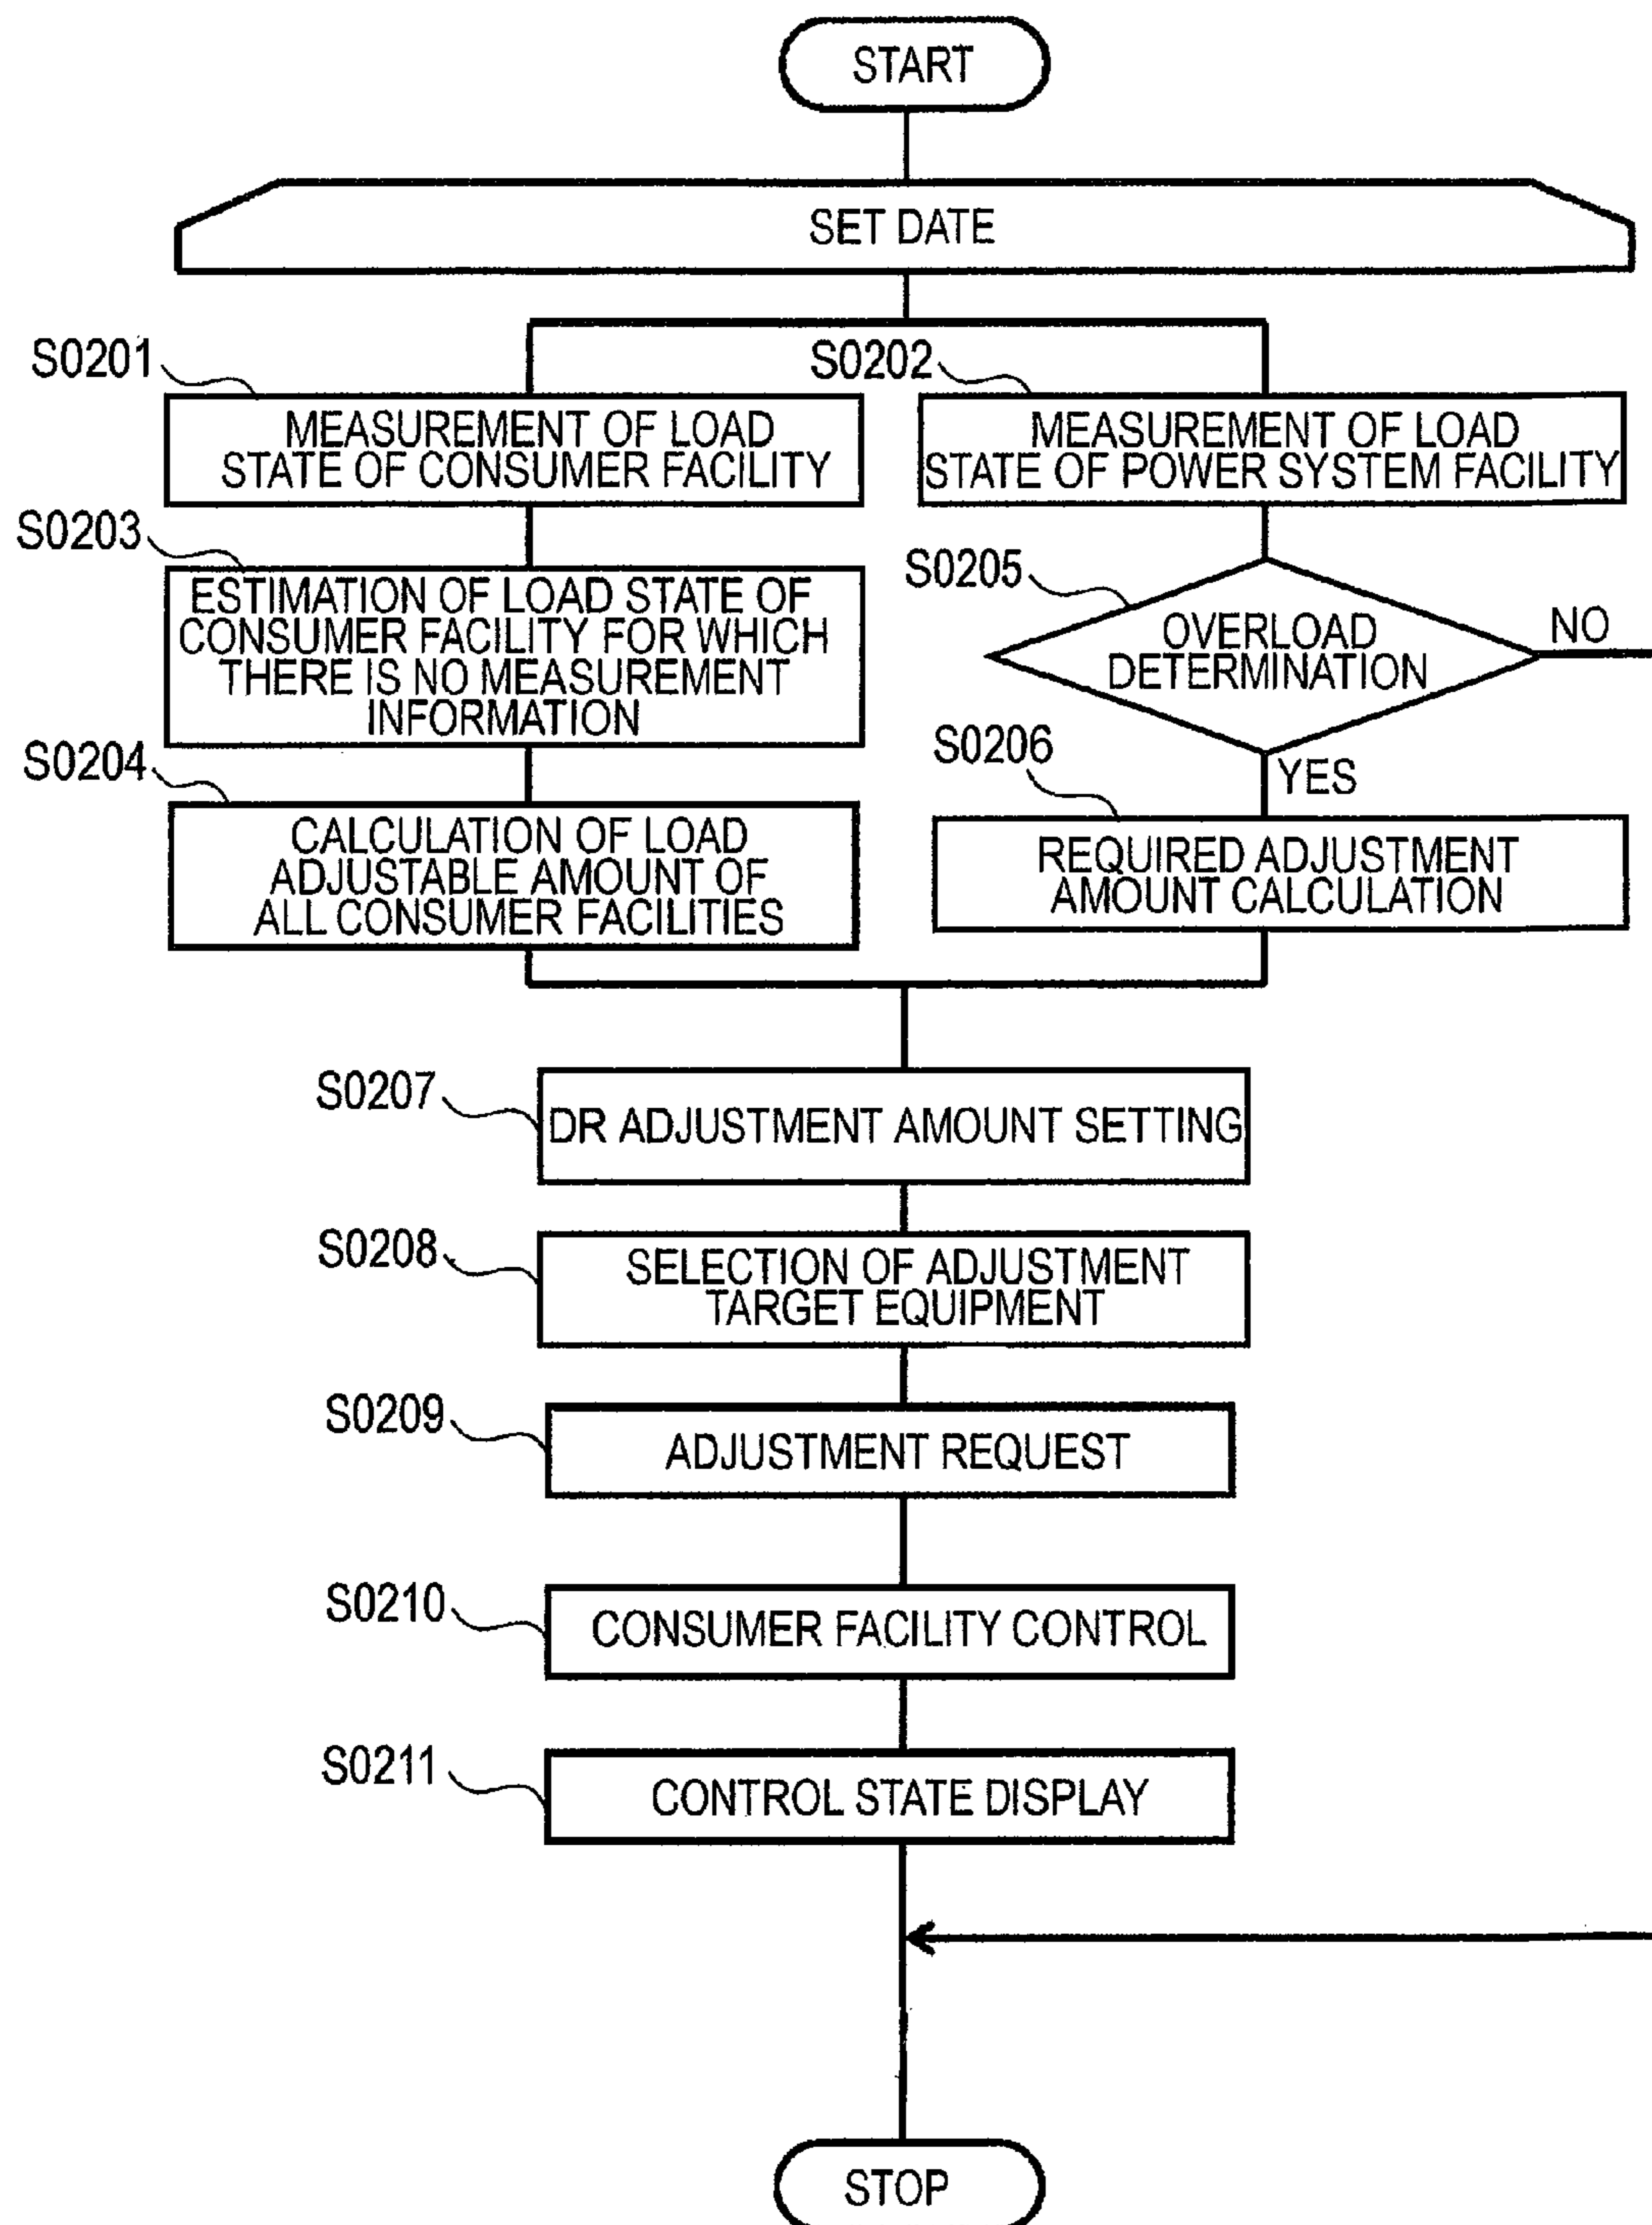 START
SET DATE
S0201
MEASUREMENT OF LOAD
STATE OF CONSUMER FACILITY
S0202
MEASUREMENT OF LOAD
STATE OF POWER SYSTEM FACILITY
S0203
ESTIMATION OF LOAD STATE OF
CONSUMER FACILITY FOR WHICH
THERE IS NO MEASUREMENT
INFORMATION
S0205
OVERLOAD
DETERMINATION
NO
YES
S0204
CALCULATION OF LOAD
ADJUSTABLE AMOUNT OF
ALL CONSUMER FACILITIES
S0206
REQUIRED ADJUSTMENT
AMOUNT CALCULATION
S0207
DR ADJUSTMENT AMOUNT SETTING
S0208
SELECTION OF ADJUSTMENT
TARGET EQUIPMENT
S0209
ADJUSTMENT REQUEST
S0210
CONSUMER FACILITY CONTROL
S0211
CONTROL STATE DISPLAY
STOP